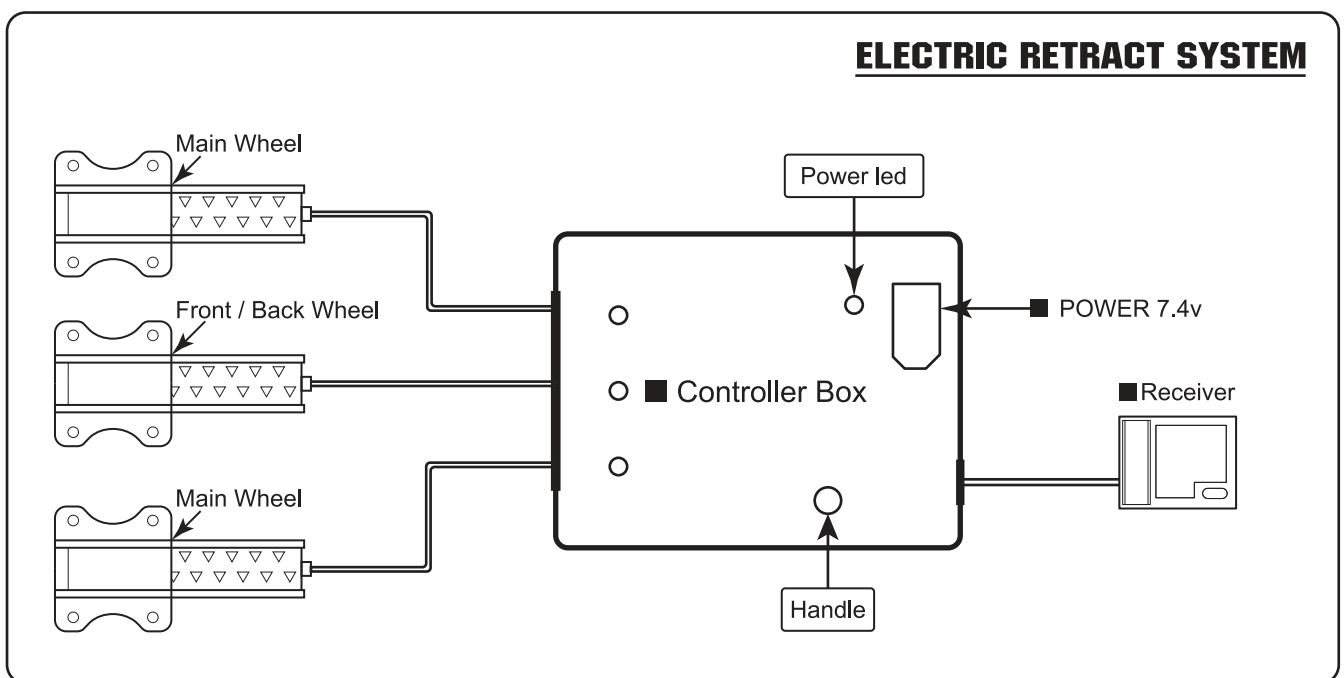 ELECTRIC RETRACT SYSTEM
Main Wheel
Power led
Front / Back Wheel
POWER 7.4v
Controller Box
Receiver
Main Wheel
Handle